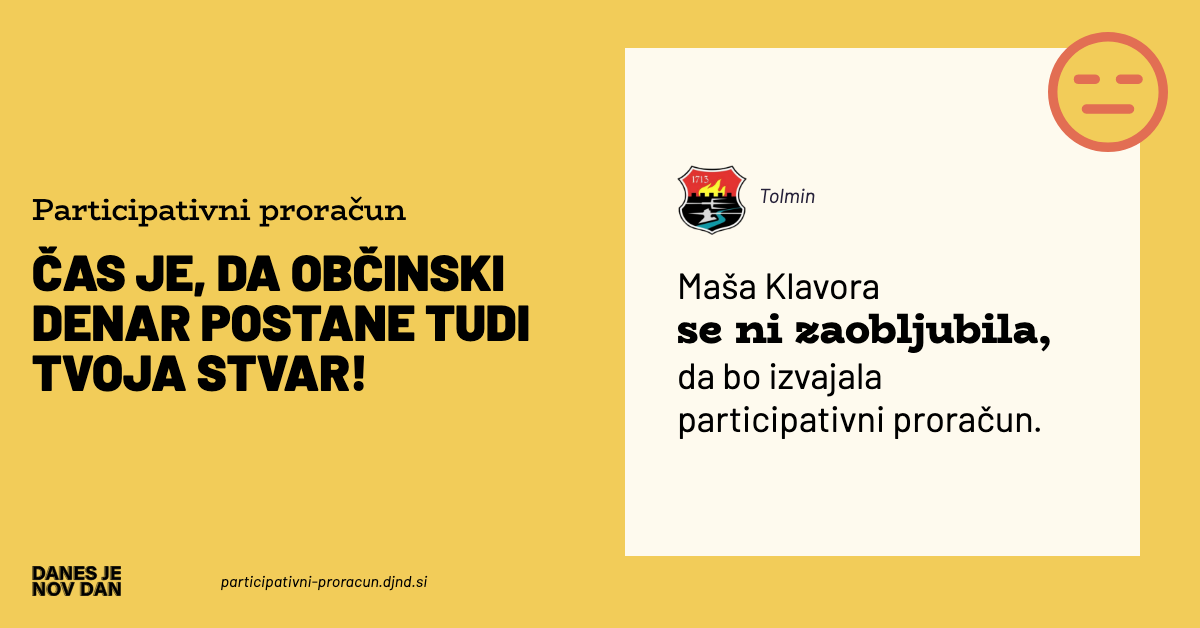 Participativni proračun
ČAS JE, DA OBČINSKI
DENAR POSTANE TUDI
TVOJA STVAR!
DANES JE
NOV DAN
participativni-proracun.djnd.si
1713
Tolmin
Maša Klavora
se ni zaobljubila,
da bo izvajala
participativni proračun.